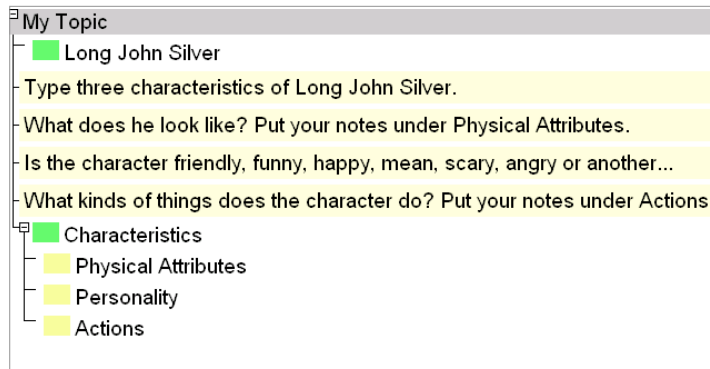 My Topic
Long John Silver
Type three characteristics of Long John Silver.
What does he look like? Put your notes under Physical Attributes.
Is the character friendly, funny, happy, mean, scary, angry or another...
What kinds of things does the character do? Put your notes under Actions
Characteristics
Physical Attributes
Personality
Actions